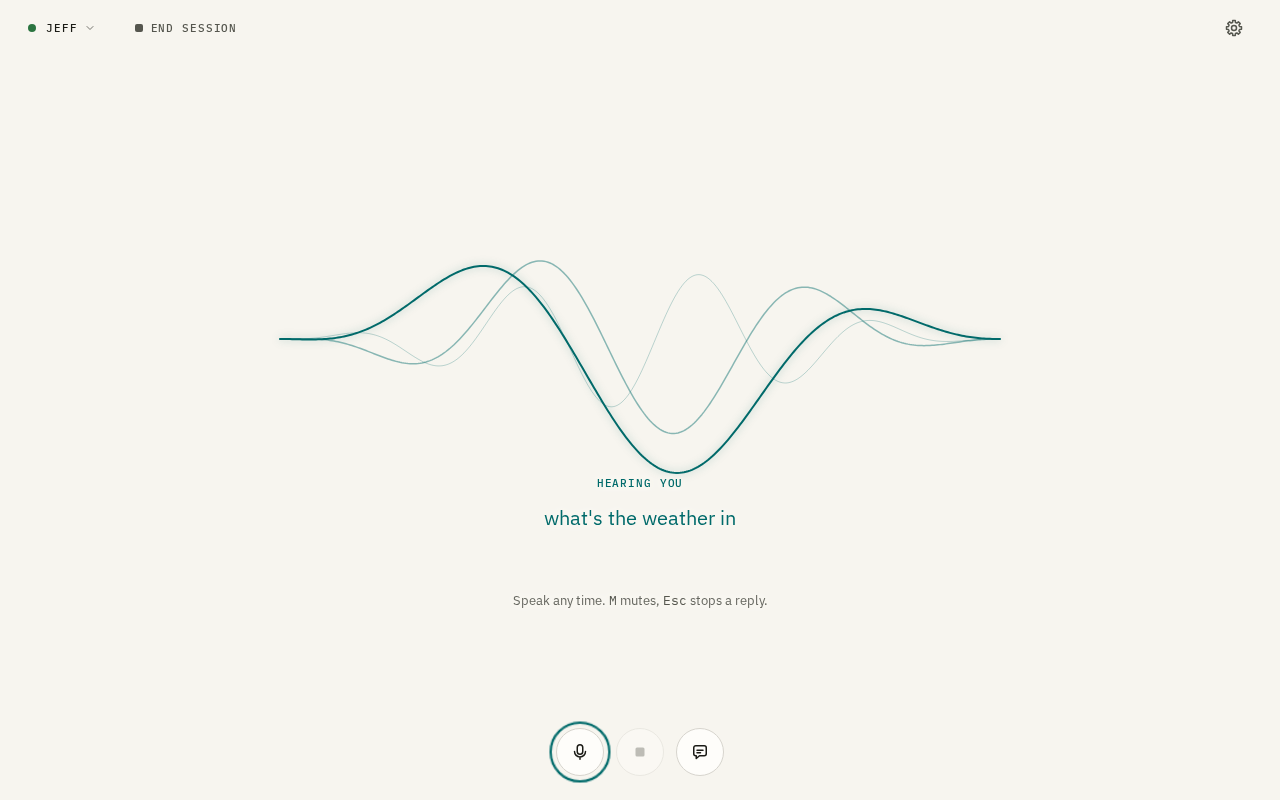 JEFF
END SESSION
HEARING YOU
what's the weather in
Speak any time. M mutes, Esc stops a reply.